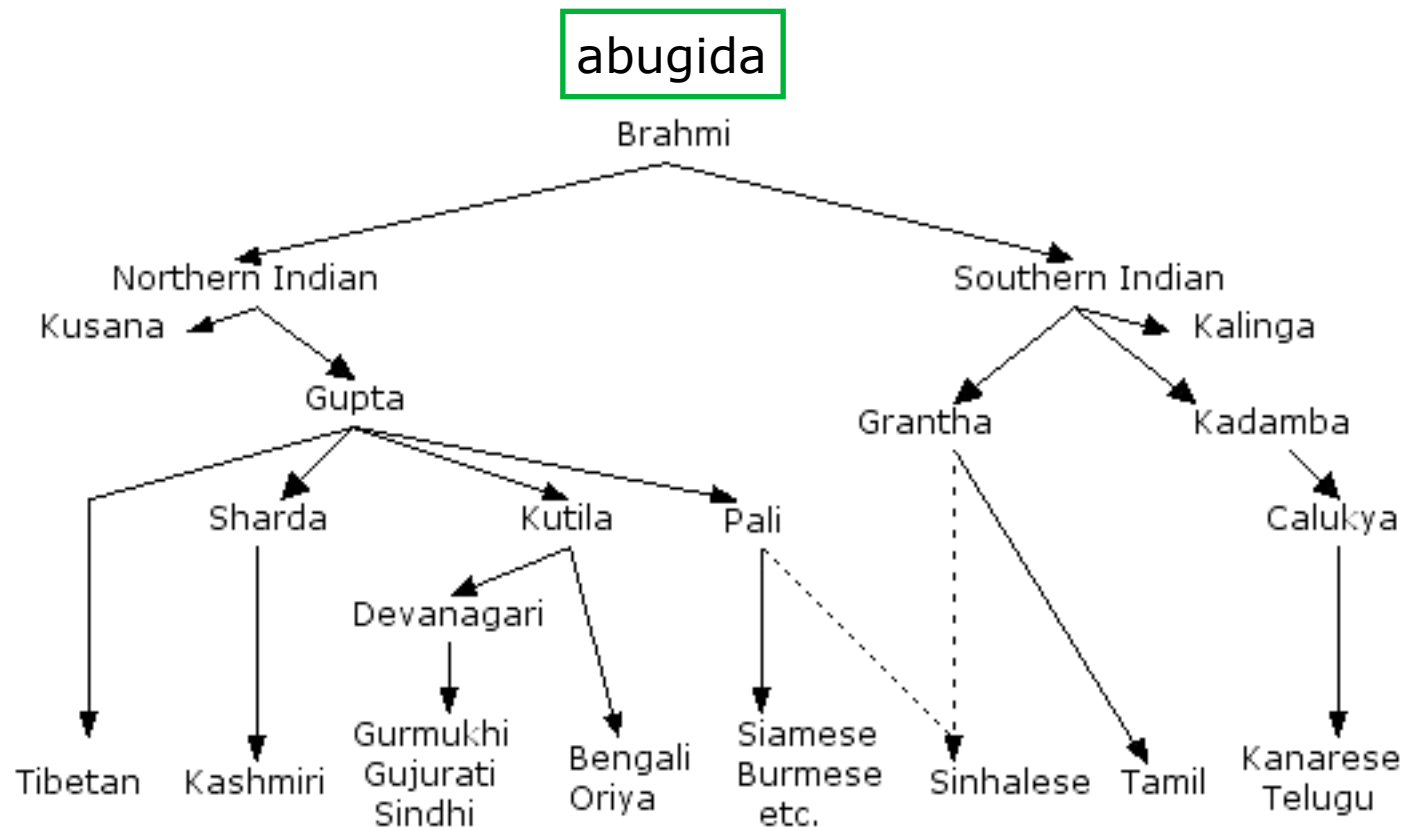 abugida
Brahmi
Northern Indian
Southern Indian
Kusana
Kalinga
Gupta
Grantha
Kadamba
Sharda
Kutila
Pali
Calukya
Devanagari
Tibetan
Kashmiri
Gurmukhi
Gujurati
Sindhi
Bengali
Oriya
Siamese
Burmese
etc.
Sinhalese
Tamil
Kanarese
Telugu